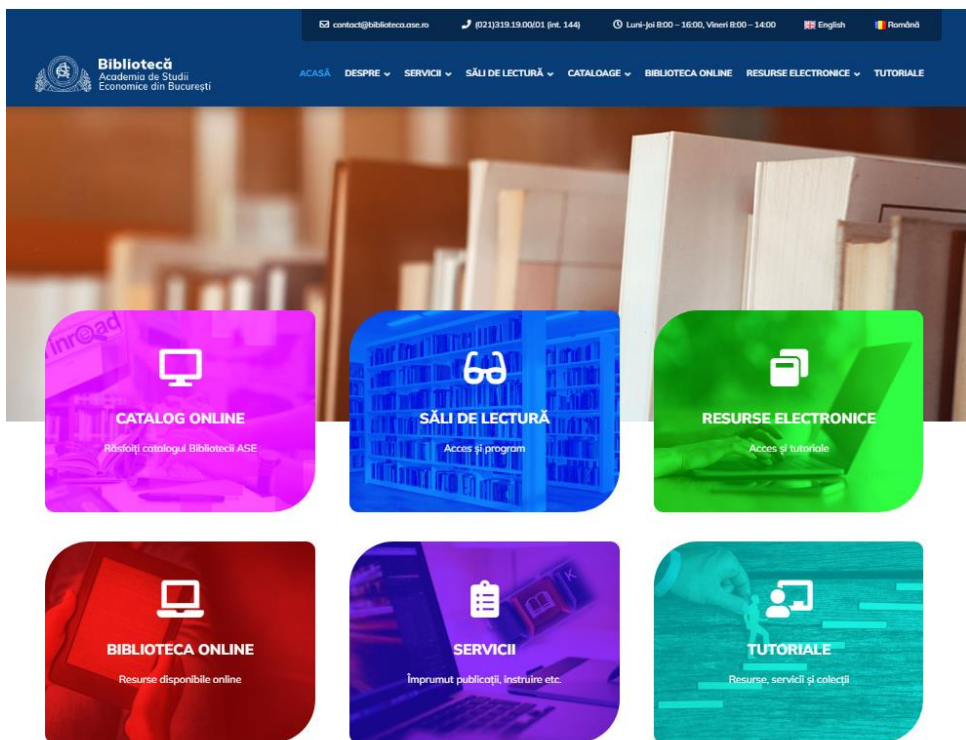 contact@biblioteca.ase.ro (021)319.19.00/01 (int. 144) Luni-Joi 8:00 – 16:00, Vineri 8:00 – 14:00 English Română
Bibliotecă
Academia de Studii
Economice din București
ACASĂ DESPRE SERVICII SĂLI DE LECTURĂ CATALOAGE BIBLIOTECA ONLINE RESURSE ELECTRONICE TUTORIALE
CATALOG ONLINE
Răsfoiți catalogul Bibliotecii ASE
SĂLI DE LECTURĂ
Acces și program
RESURSE ELECTRONICE
Acces și tutoriale
BIBLIOTECA ONLINE
Resurse disponibile online
SERVICII
Împrumut publicații, instruire etc.
TUTORIALE
Resurse, servicii și colecții